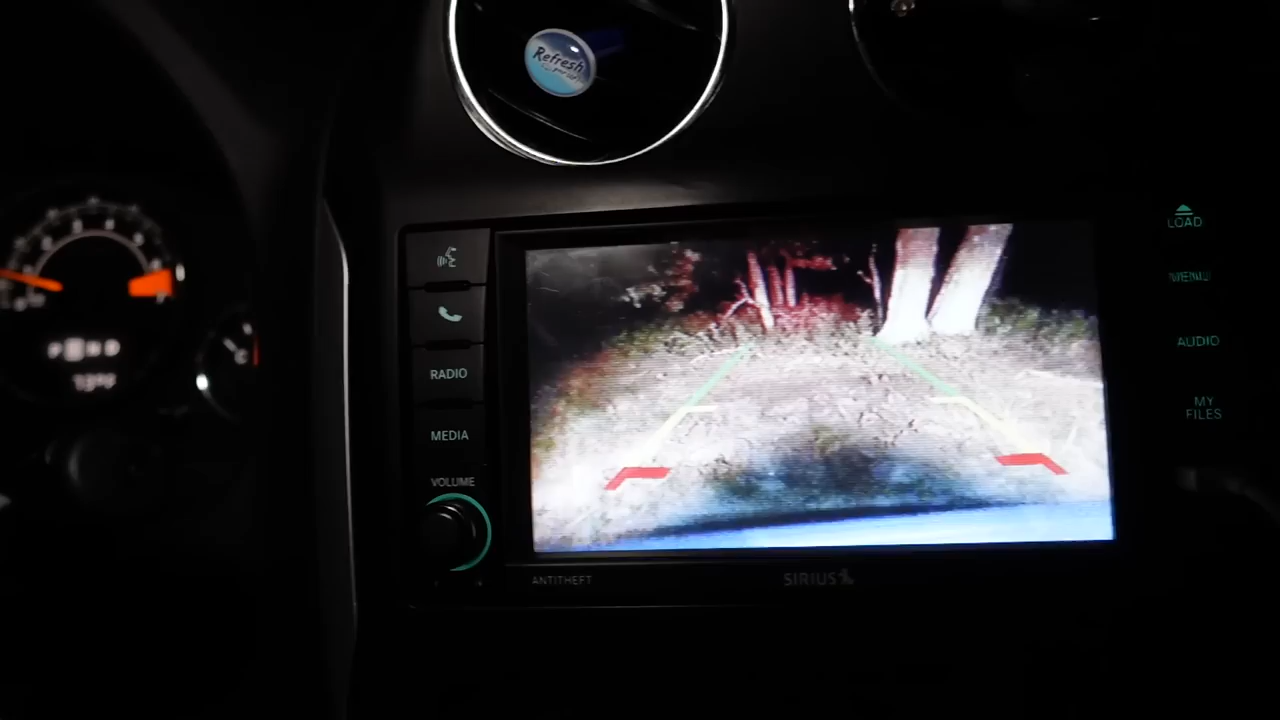 Refresh
LOAD
MENU
RADIO
AUDIO
MEDIA
MY
FILES
VOLUME
ANTITHEFT
SIRIUS